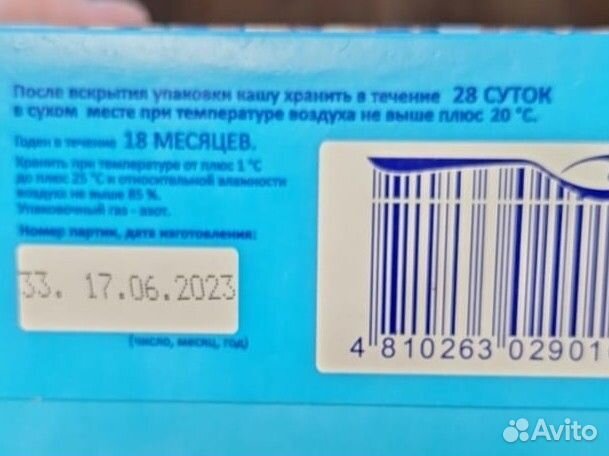 После вскрытия упаковки кашу хранить в течение 28 СУТОК
в сухом месте при температуре воздуха не выше плюс 20 °С.
Годен в течение 18 МЕСЯЦЕВ.
Хранить при температуре от плюс 1 °С
до плюс 25 °С и относительной влажности
воздуха не выше 85 %.
Упаковочный газ - азот.
Номер партии, дата изготовления:
33. 17.06.2023
(число, месяц, год)
4 810263 02901
Avito